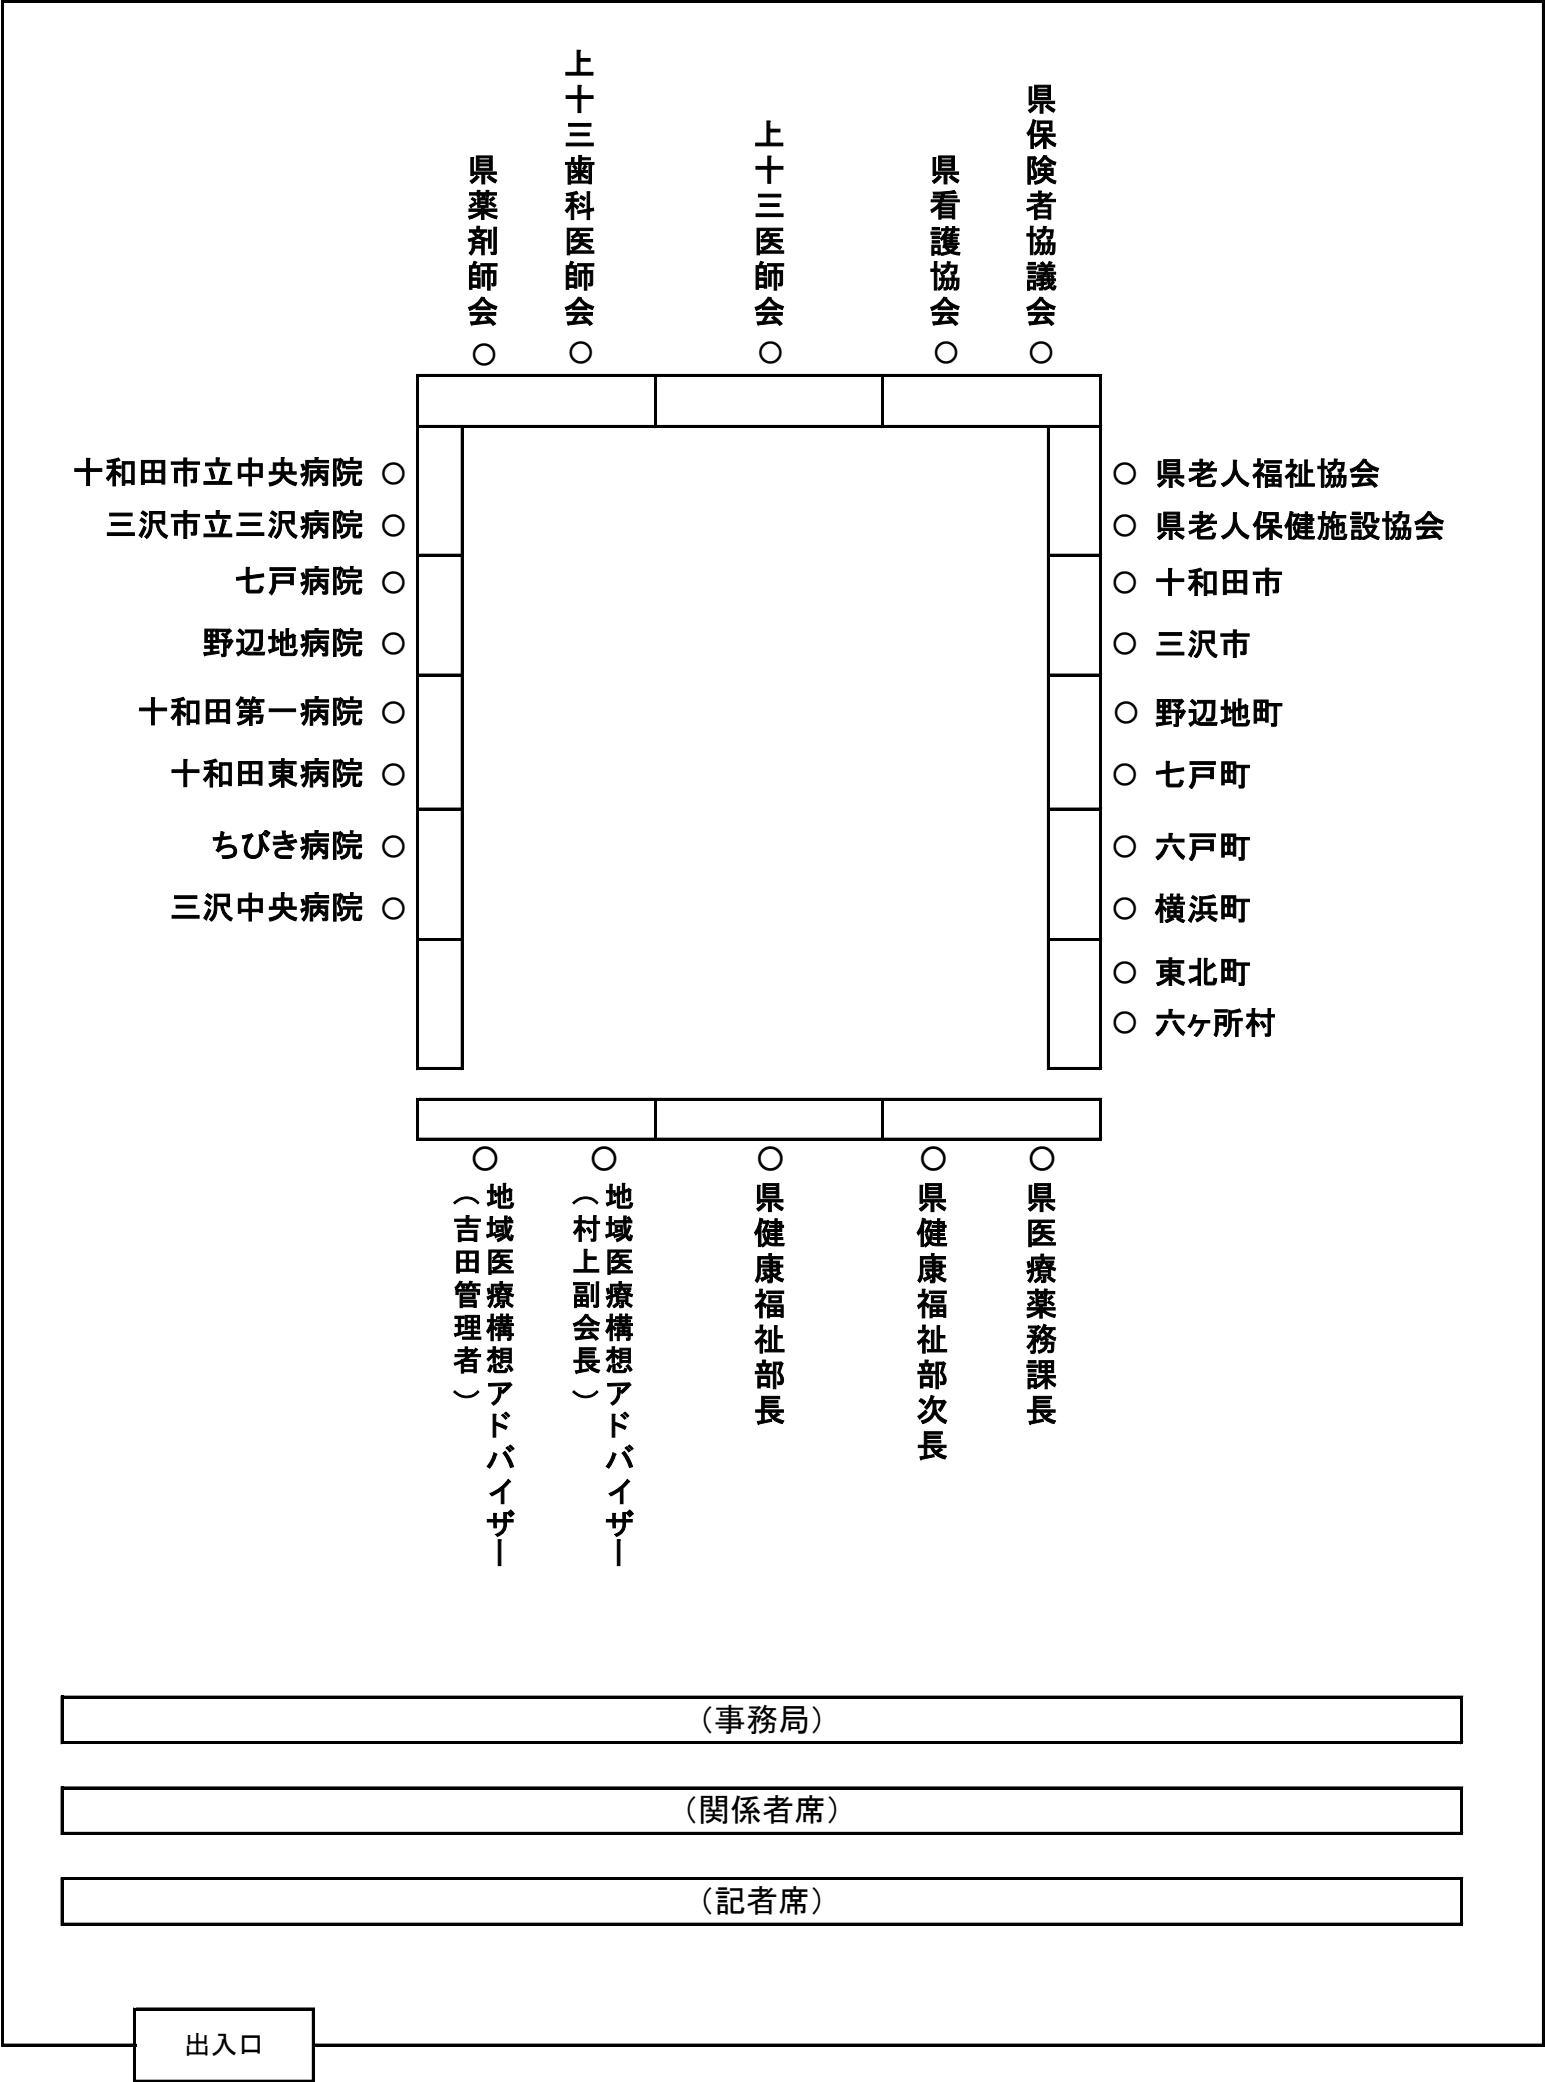 県薬剤師会
上十三歯科医師会
上十三医師会
県看護協会
県保険者協議会
十和田市立中央病院
三沢市立三沢病院
七戸病院
野辺地病院
十和田第一病院
十和田東病院
ちびき病院
三沢中央病院
県老人福祉協会
県老人保健施設協会
十和田市
三沢市
野辺地町
七戸町
六戸町
横浜町
東北町
六ヶ所村
地域医療構想アドバイザー
（吉田管理者）
地域医療構想アドバイザー
（村上副会長）
県健康福祉部長
県健康福祉部次長
県医療薬務課長
（事務局）
（関係者席）
（記者席）
出入口